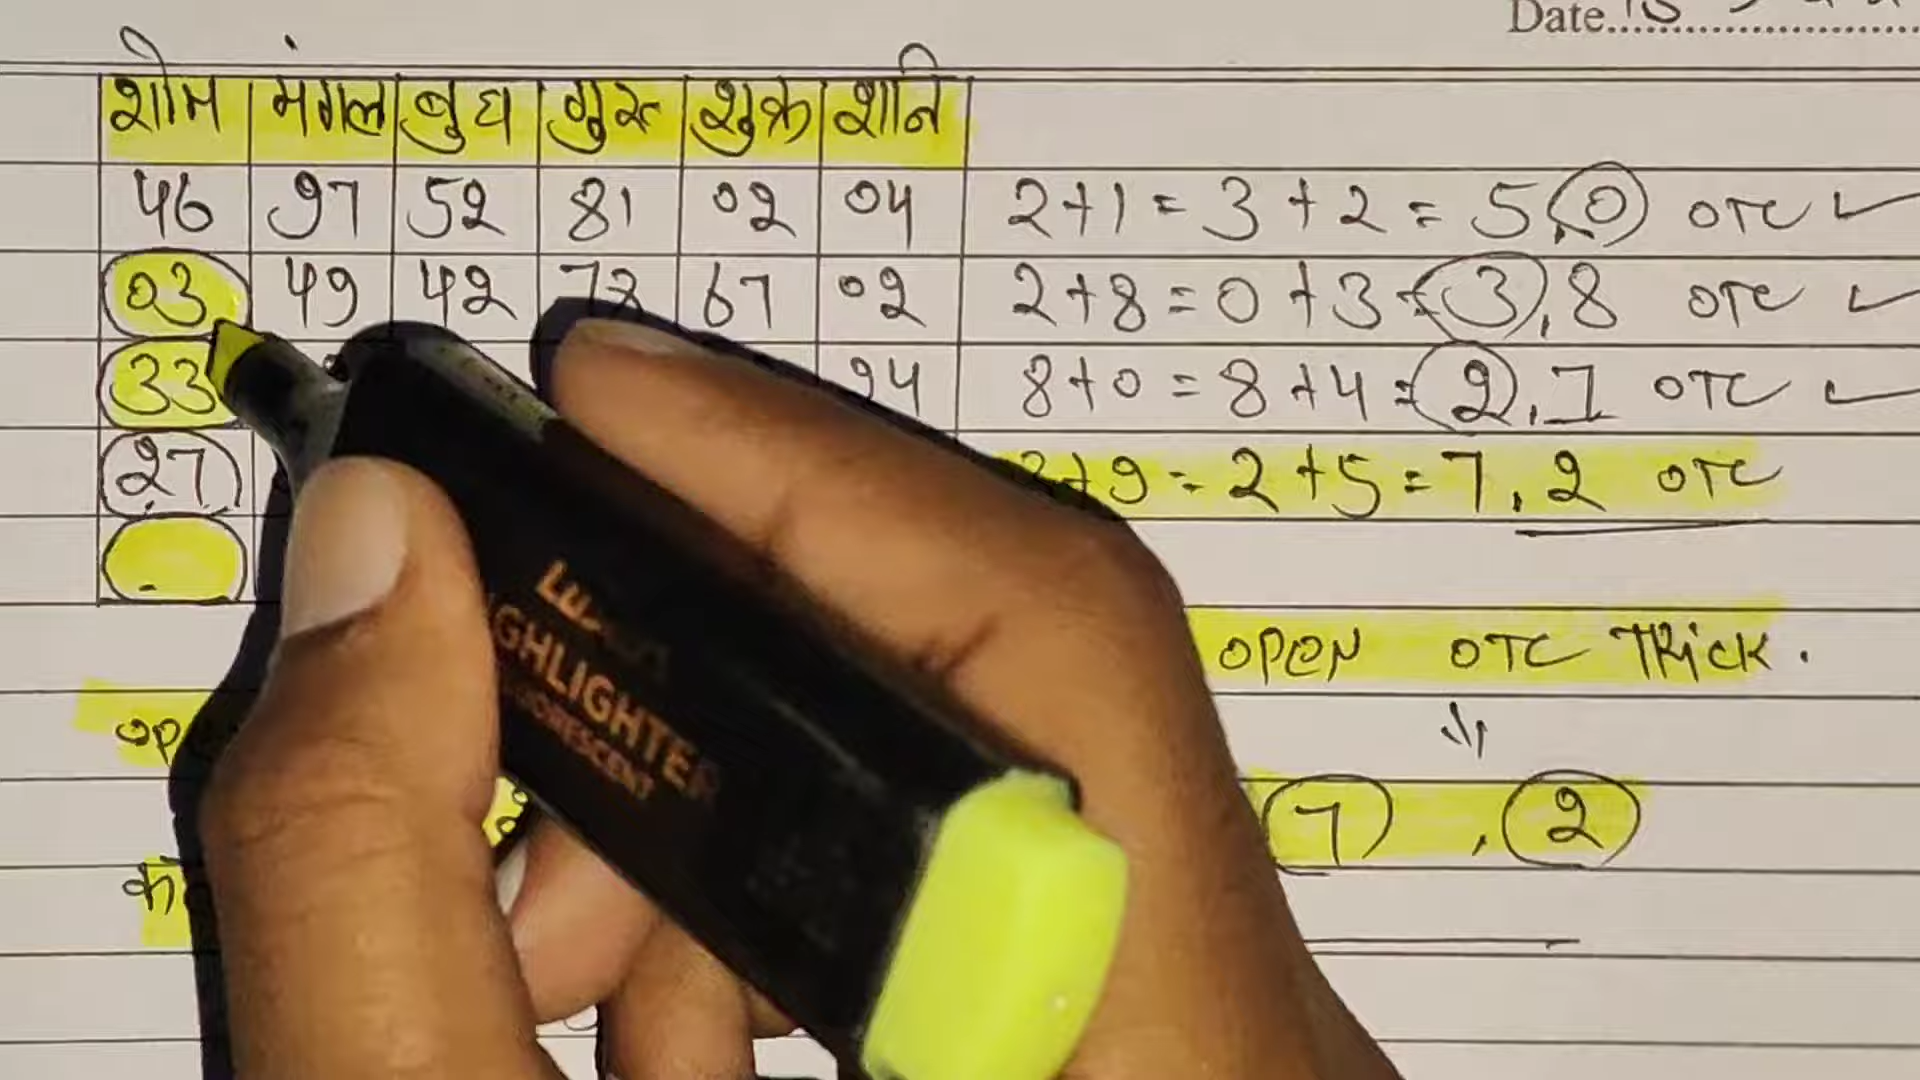 Date
शोम मंगल बुध गुरु शुक्र शनि
46 97 52 81 02 04 2+1=3+2=5,0 OTC ✓
03 49 42 78 67 02 2+8=0+3=3,8 OTC ✓
33 94 8+0=8+4=2,7 OTC ✓
27 +9=2+5=7,2 OTC
OPEN OTC TRICK.
7,2
HIGHLIGHTER